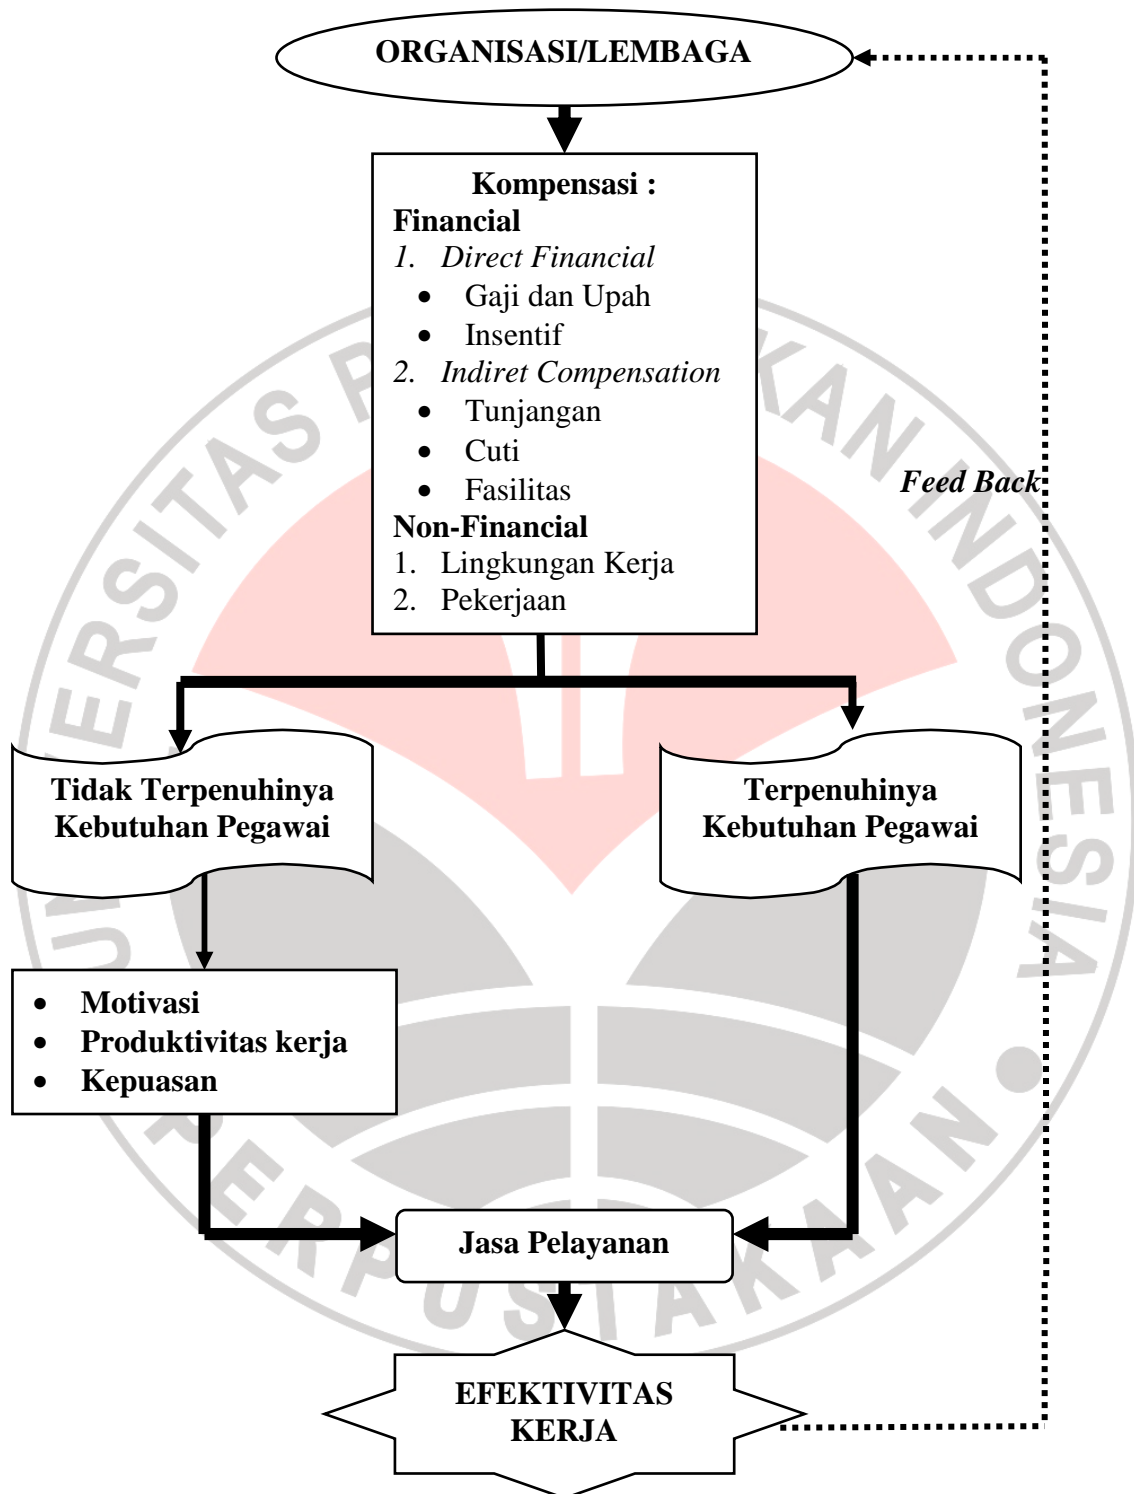 ORGANISASI/LEMBAGA
Kompensasi :
Financial
1. Direct Financial
• Gaji dan Upah
• Insentif
2. Indiret Compensation
• Tunjangan
• Cuti
• Fasilitas
Non-Financial
1. Lingkungan Kerja
2. Pekerjaan
Feed Back
Tidak Terpenuhinya
Kebutuhan Pegawai
Terpenuhinya
Kebutuhan Pegawai
• Motivasi
• Produktivitas kerja
• Kepuasan
Jasa Pelayanan
EFEKTIVITAS
KERJA
INDONESIA
PERPUSTAKAAN